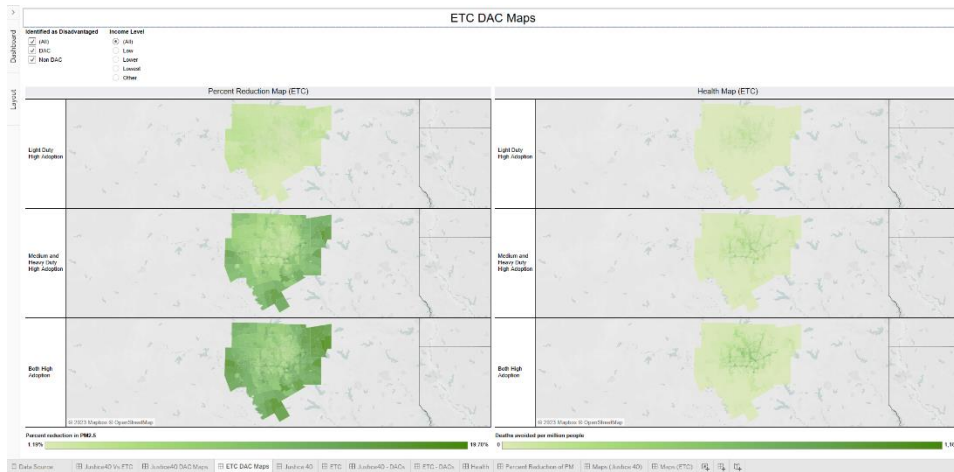 ETC DAC Maps
Dashboard
Layout
Identified as Disadvantaged
(All)
DAC
Non DAC
Income Level
(All)
Low
Lower
Lowest
Other
Percent Reduction Map (ETC)
Health Map (ETC)
Light Duty
High Adoption
Medium and
Heavy Duty
High Adoption
Both High
Adoption
Light Duty
High Adoption
Medium and
Heavy Duty
High Adoption
Both High
Adoption
© 2023 Mapbox © OpenStreetMap
© 2023 Mapbox © OpenStreetMap
Percent reduction in PM2.5
1.19%
Deaths avoided per million people
0
Data Source
Justice40 Vs ETC
Justice40 DAC Maps
ETC DAC Maps
Justice 40
ETC
Justice40 - DACs
ETC - DACs
Health
Percent Reduction of PM
Maps (Justice 40)
Maps (ETC)